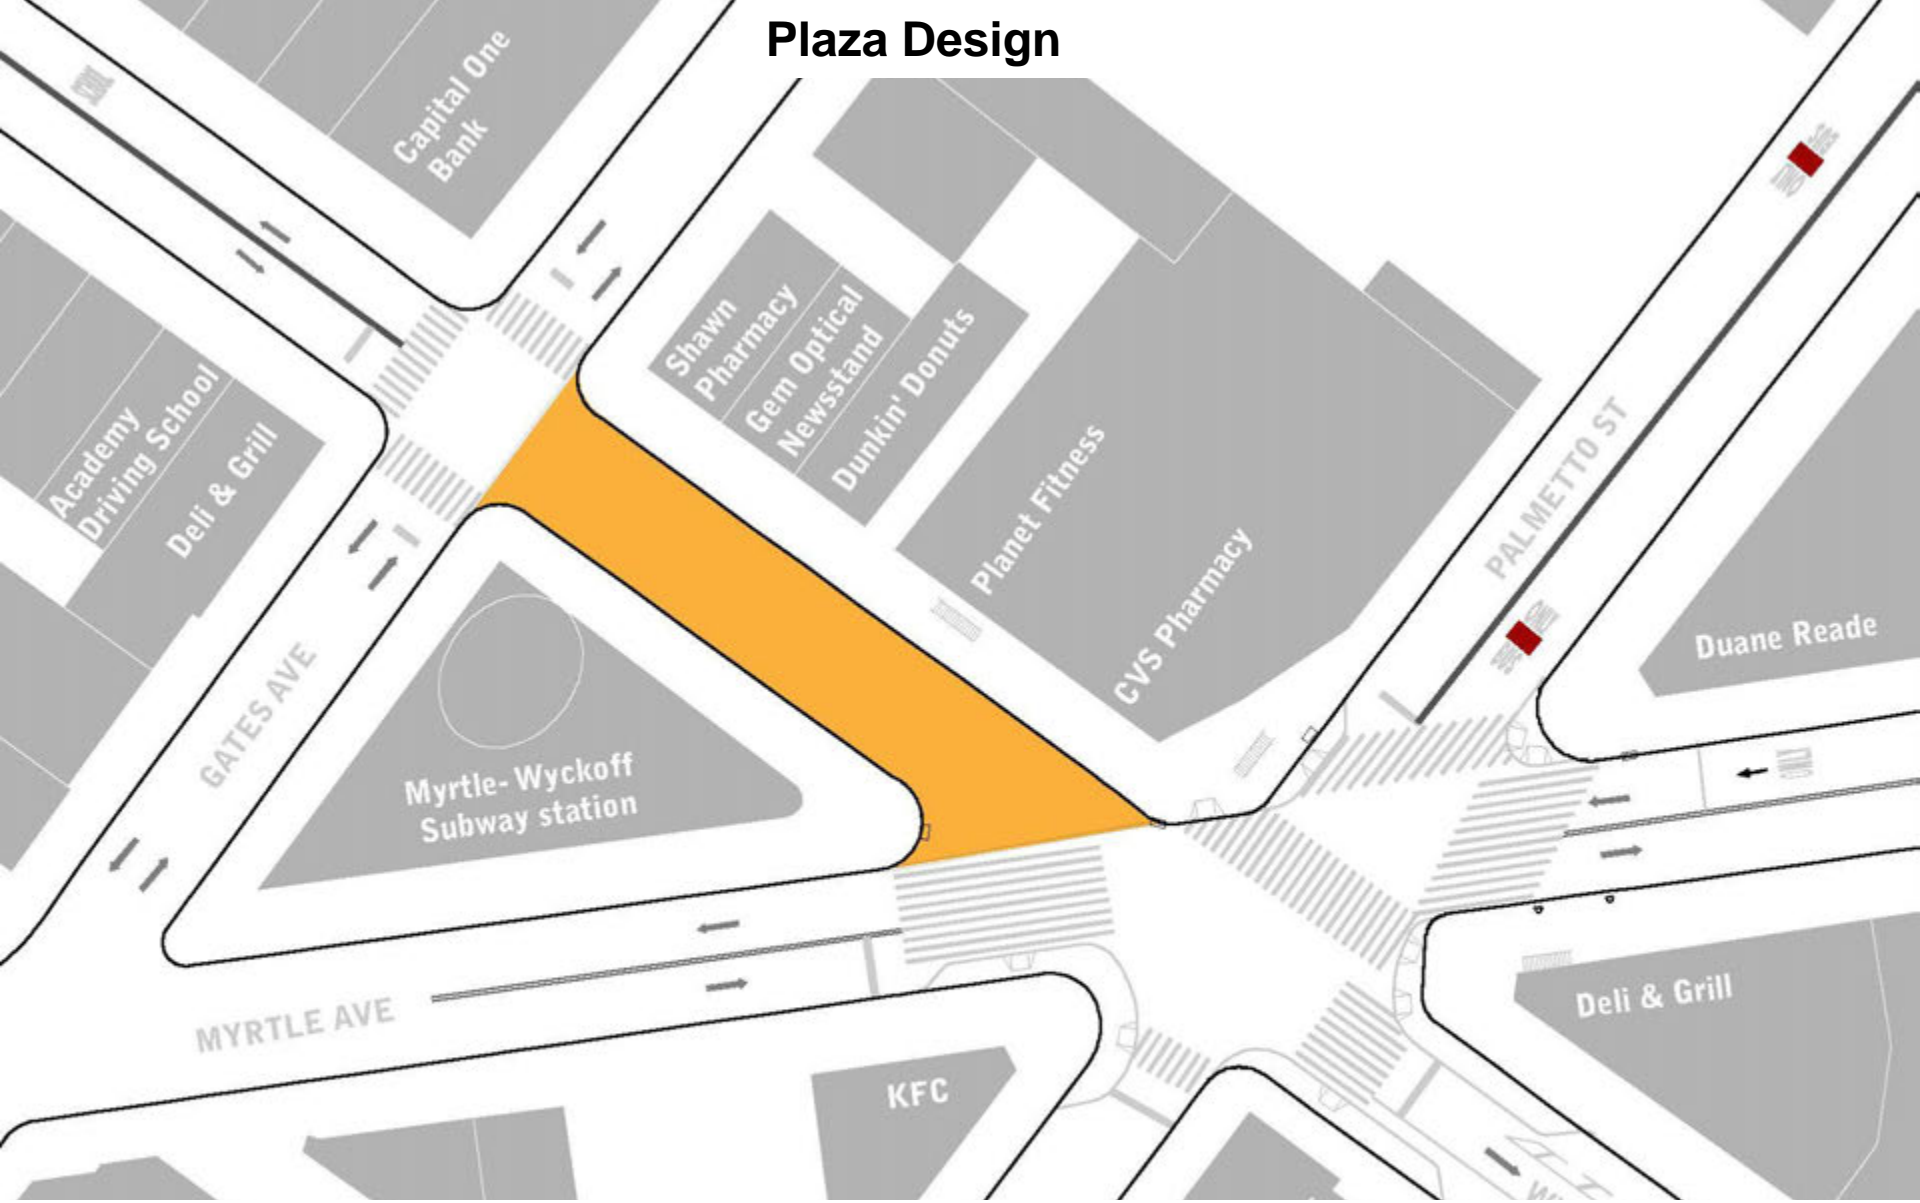 Plaza Design
Capital One
Bank
Shawn
Pharmacy
Gem Optical
Newsstand
Dunkin' Donuts
Planet Fitness
CVS Pharmacy
PALMETTO ST
Duane Reade
Academy
Driving School
Deli & Grill
GATES AVE
Myrtle-Wyckoff
Subway station
MYRTLE AVE
KFC
Deli & Grill